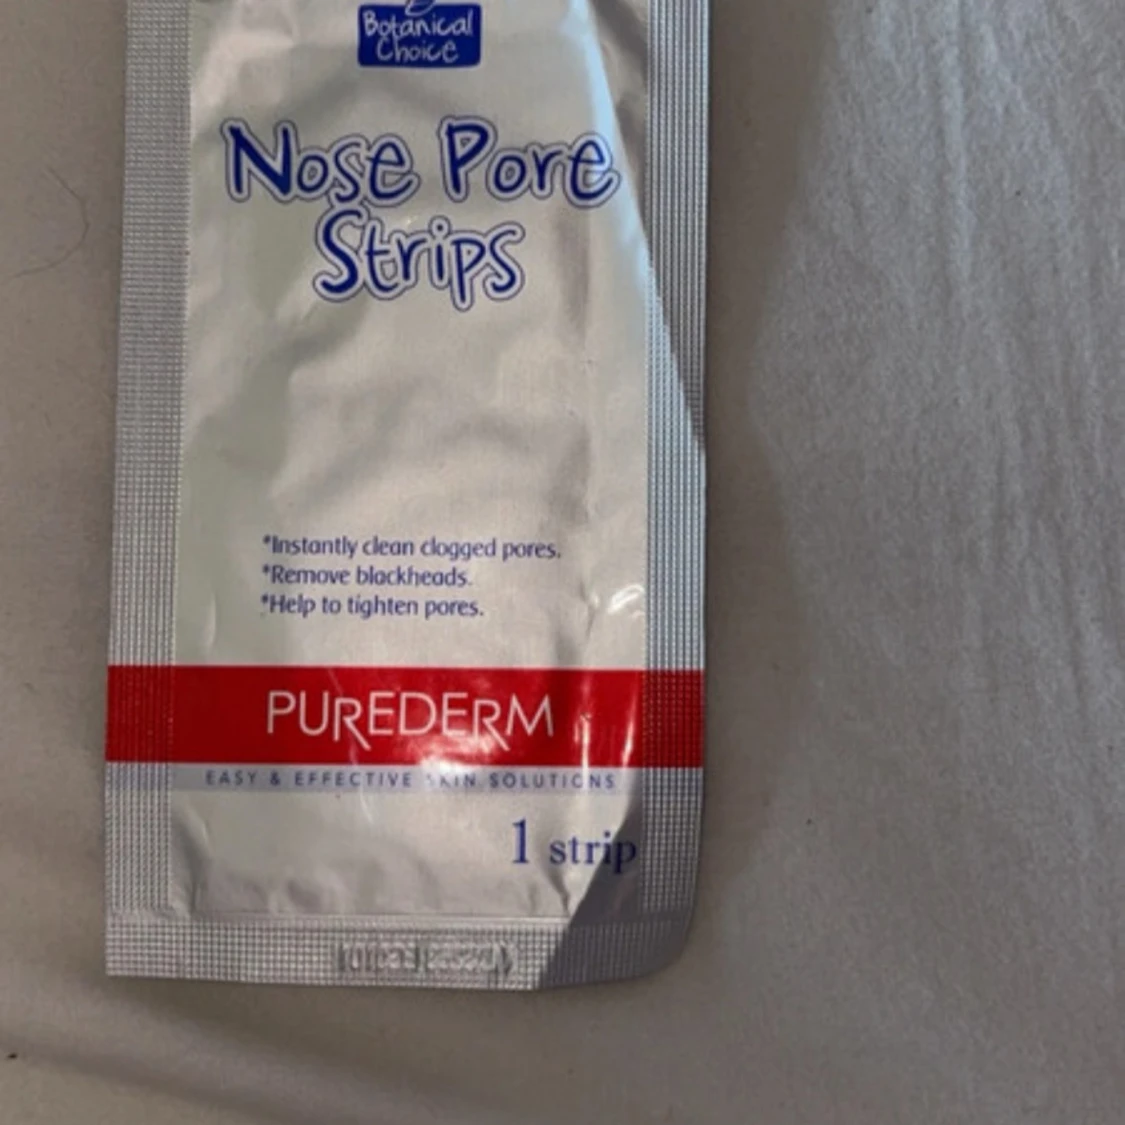 Botanical
Choice
Nose Pore
Strips
*Instantly clean clogged pores.
*Remove blackheads.
*Help to tighten pores.
PUREDERM
EASY & EFFECTIVE SKIN SOLUTIONS
1 strip